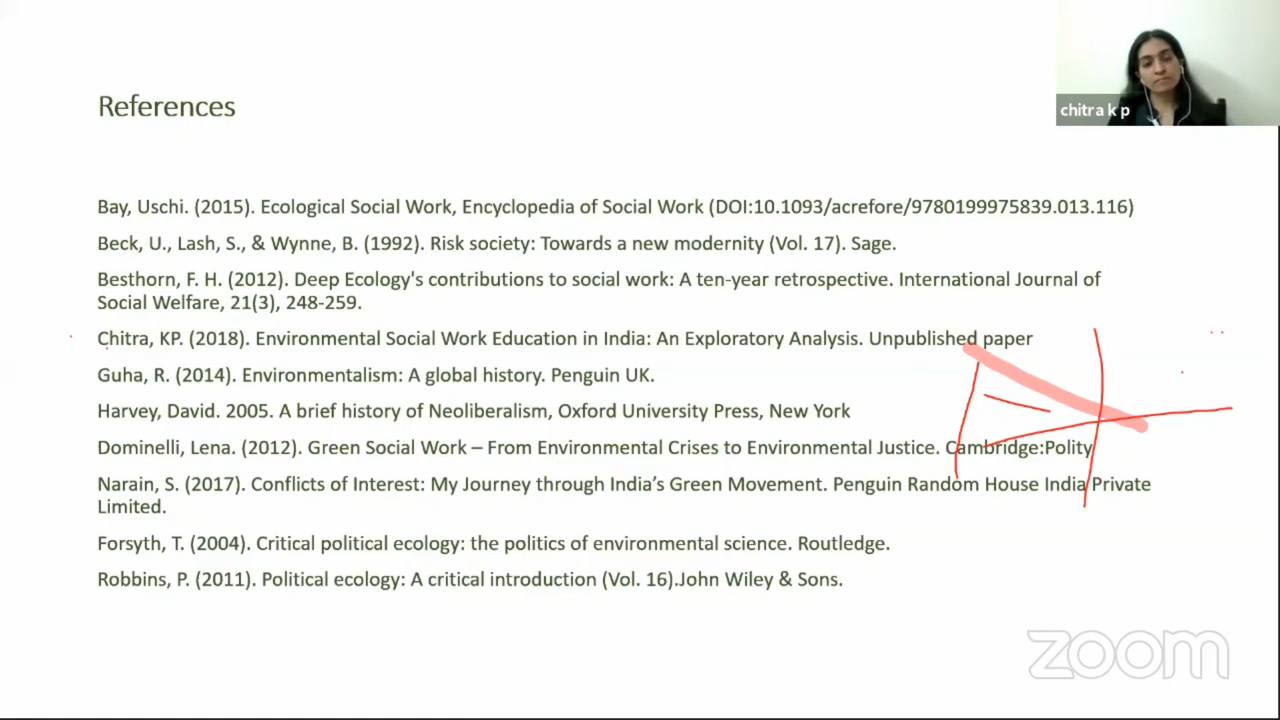 chitra k p
References
Bay, Uschi. (2015). Ecological Social Work, Encyclopedia of Social Work (DOI:10.1093/acrefore/9780199975839.013.116)
Beck, U., Lash, S., & Wynne, B. (1992). Risk society: Towards a new modernity (Vol. 17). Sage.
Besthorn, F. H. (2012). Deep Ecology's contributions to social work: A ten-year retrospective. International Journal of
Social Welfare, 21(3), 248-259.
Chitra, KP. (2018). Environmental Social Work Education in India: An Exploratory Analysis. Unpublished paper
Guha, R. (2014). Environmentalism: A global history. Penguin UK.
Harvey, David. 2005. A brief history of Neoliberalism, Oxford University Press, New York
Dominelli, Lena. (2012). Green Social Work – From Environmental Crises to Environmental Justice. Cambridge:Polity
Narain, S. (2017). Conflicts of Interest: My Journey through India’s Green Movement. Penguin Random House India Private
Limited.
Forsyth, T. (2004). Critical political ecology: the politics of environmental science. Routledge.
Robbins, P. (2011). Political ecology: A critical introduction (Vol. 16).John Wiley & Sons.
zoom